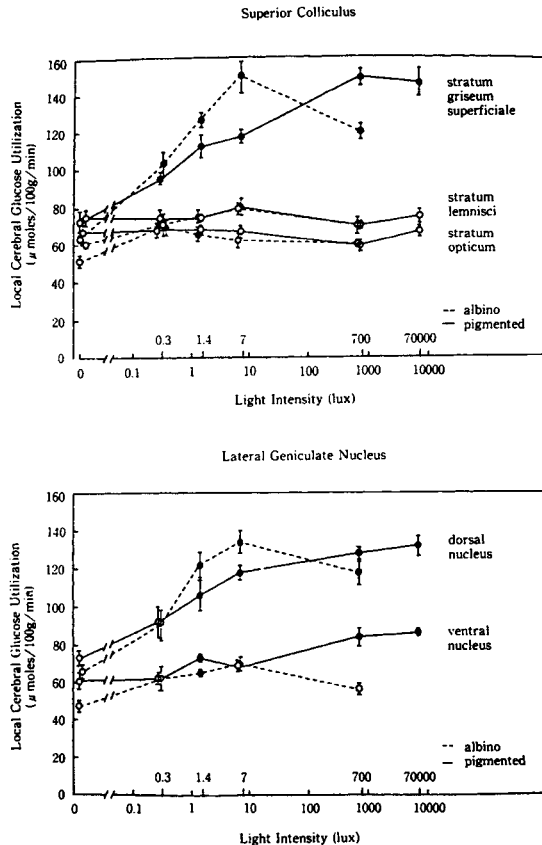 Superior Colliculus
Local Cerebral Glucose Utilization
(μ moles/100g/min)
160
140
120
100
80
60
40
20
0
stratum
griseum
superficiale
stratum
lemnisci
stratum
opticum
albino
pigmented
0.3
1.4
7
700
70000
0
0.1
1
10
100
1000
10000
Light Intensity (lux)
Lateral Geniculate Nucleus
Local Cerebral Glucose Utilization
(μ moles/100g/min)
160
140
120
100
80
60
40
20
0
dorsal
nucleus
ventral
nucleus
albino
pigmented
0.3
1.4
7
700
70000
0
0.1
1
10
100
1000
10000
Light Intensity (lux)